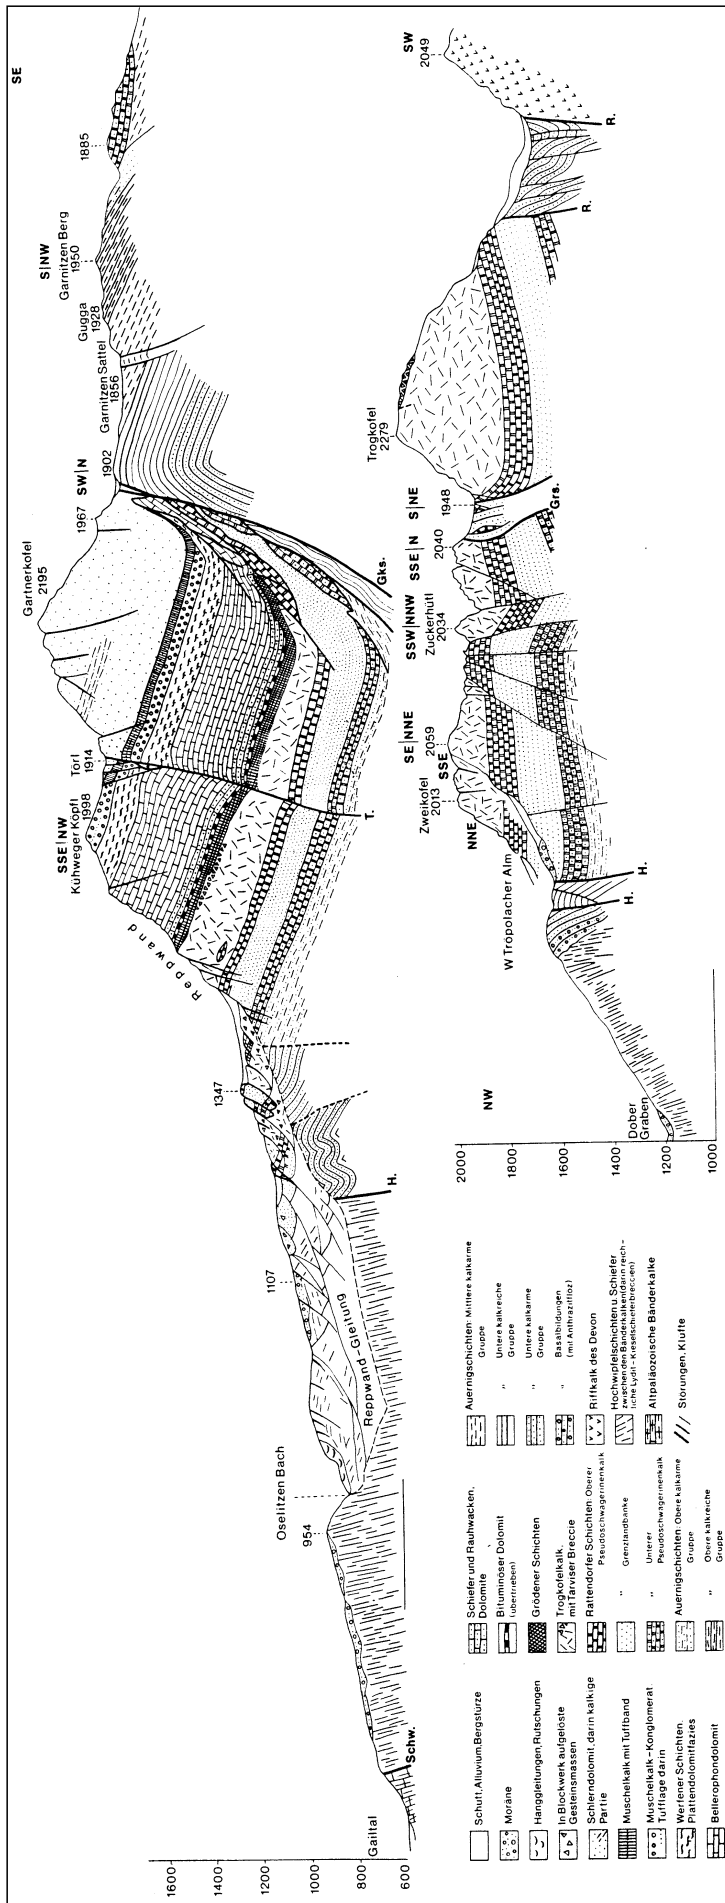 SE
1885
S|NW
Garnitzen Berg
1950
Gugga
1928
Garnitzen Sattel
1856
1902
SW|N
1967
Gartnerkofel
2195
Gks.
Törl
1914
T.
SSE|NW
Kühweger Köpfl
1998
Reppwand
1347
H.
1107
Reppwand-Gleitung
Oselitzen Bach
954
Schw.
Gailtal
1600
1400
1200
1000
800
600
SW
2049
R.
R.
Trogkofel
2279
S|NE
1948
Grs.
SSE|N
2040
SSW|NNW
Zuckerhütl
2034
SE|NNE
2059
SSE
Zweikofel
2013
NNE
W Tröpolacher Alm
H.
H.
NW
Dober
Graben
2000
1800
1600
1400
1200
1000
Schutt, Alluvium, Bergstürze
Moräne
Hanggleitungen, Rutschungen
In Blockwerk aufgelöste
Gesteinsmassen
Schlerndolomit, darin kalkige
Partie
Muschelkalk mit Tuffband
Muschelkalk-Konglomerat.
Tufflage darin
Werfener Schichten.
Plattendolomitfazies
Bellerophondolomit
Schiefer und Rauhwacken,
Dolomite
Bituminöser Dolomit
(übertrieben)
Grödener Schichten
Trogkofelkalk,
mit Tarviser Breccie
Rattendorfer Schichten: Oberer
Pseudoschwagerinenkalk
" Grenzlandbänke
" Unterer
Pseudoschwagerinenkalk
Auernigschichten: Obere kalkarme
Gruppe
" Obere kalkreiche
Gruppe
Auernigschichten: Mittlere kalkarme
Gruppe
" Untere kalkreiche
Gruppe
" Untere kalkarme
Gruppe
" Basalbildungen
(mit Anthrazitflöz)
Riffkalk des Devon
Hochwipfelschichten u. Schiefer
zwischen den Bänderkalken (darin reich-
liche Lydit-Kieselschieferbreccien)
Altpaläozoische Bänderkalke
Störungen, Klüfte